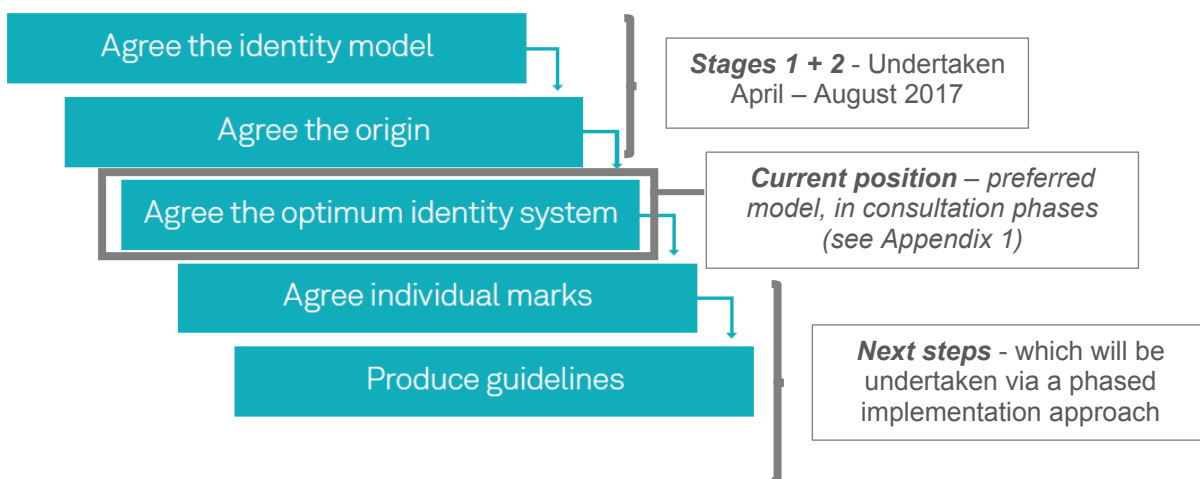 Agree the identity model
Stages 1 + 2 - Undertaken
April – August 2017
Agree the origin
Current position – preferred
model, in consultation phases
(see Appendix 1)
Agree the optimum identity system
Agree individual marks
Next steps - which will be
undertaken via a phased
implementation approach
Produce guidelines